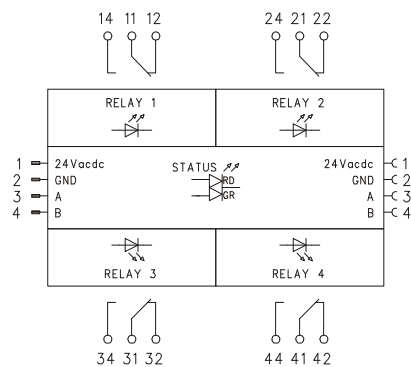 14 11 12 24 21 22
RELAY 1 RELAY 2
1 24Vacdc STATUS 24Vacdc 1
2 GND RD GND 2
3 A GR A 3
4 B B 4
RELAY 3 RELAY 4
34 31 32 44 41 42